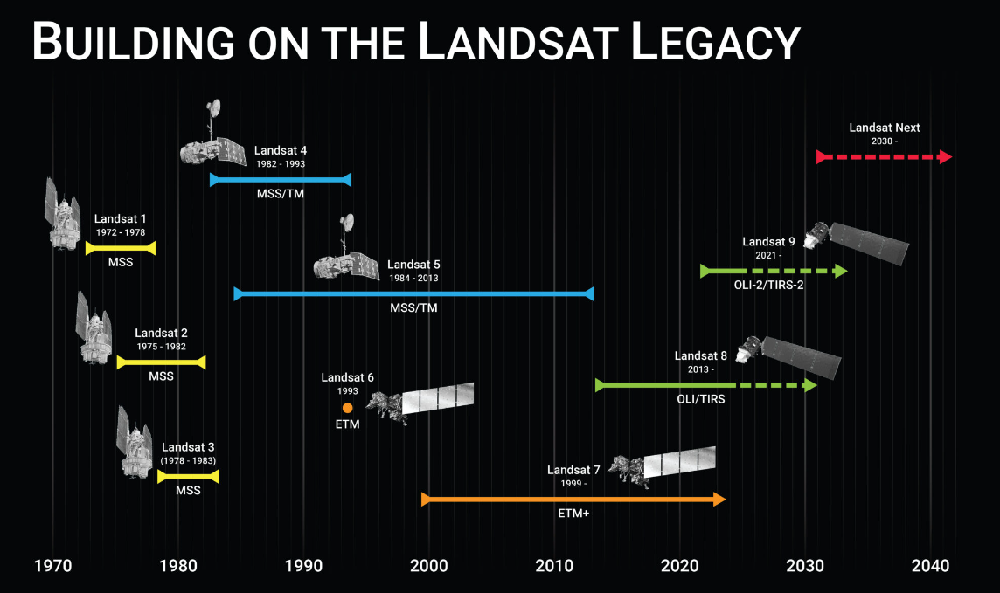 BUILDING ON THE LANDSAT LEGACY
Landsat Next
2030 -
Landsat 4
1982 - 1993
MSS/TM
Landsat 1
1972 - 1978
MSS
Landsat 9
2021 -
OLI-2/TIRS-2
Landsat 5
1984 - 2013
MSS/TM
Landsat 2
1975 - 1982
MSS
Landsat 8
2013 -
OLI/TIRS
Landsat 6
1993
ETM
Landsat 3
(1978 - 1983)
MSS
Landsat 7
1999 -
ETM+
1970 1980 1990 2000 2010 2020 2030 2040